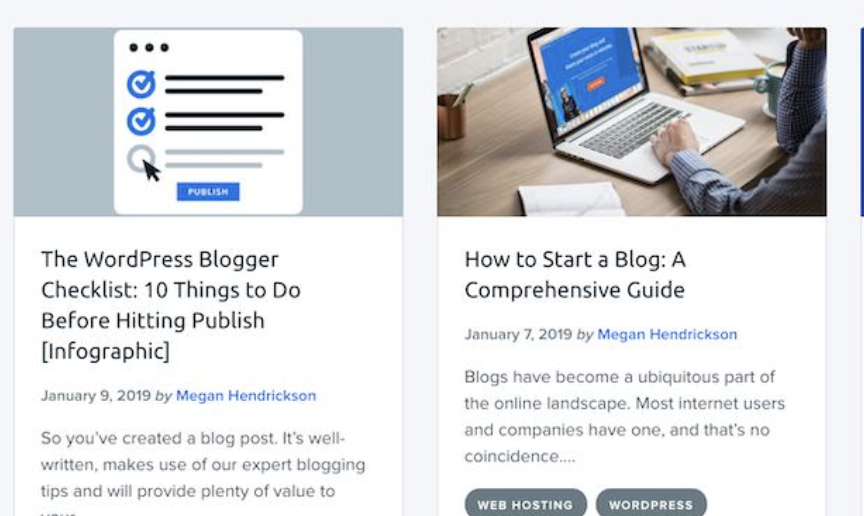 PUBLISH
The WordPress Blogger
Checklist: 10 Things to Do
Before Hitting Publish
[Infographic]
January 9, 2019 by Megan Hendrickson
So you've created a blog post. It's well-
written, makes use of our expert blogging
tips and will provide plenty of value to
STARTUP
How to Start a Blog: A
Comprehensive Guide
January 7, 2019 by Megan Hendrickson
Blogs have become a ubiquitous part of
the online landscape. Most internet users
and companies have one, and that's no
coincidence....
WEB HOSTING WORDPRESS